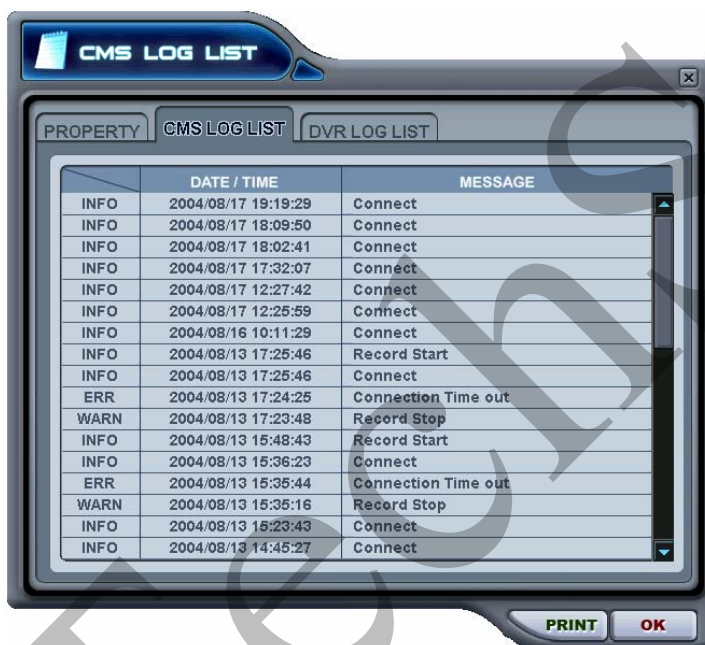 CMS LOG LIST
PROPERTY CMS LOG LIST DVR LOG LIST
DATE / TIME MESSAGE
INFO 2004/08/17 19:19:29 Connect
INFO 2004/08/17 18:09:50 Connect
INFO 2004/08/17 18:02:41 Connect
INFO 2004/08/17 17:32:07 Connect
INFO 2004/08/17 12:27:42 Connect
INFO 2004/08/17 12:25:59 Connect
INFO 2004/08/16 10:11:29 Connect
INFO 2004/08/13 17:25:46 Record Start
INFO 2004/08/13 17:25:46 Connect
ERR 2004/08/13 17:24:25 Connection Time out
WARN 2004/08/13 17:23:48 Record Stop
INFO 2004/08/13 15:48:43 Record Start
INFO 2004/08/13 15:36:23 Connect
ERR 2004/08/13 15:35:44 Connection Time out
WARN 2004/08/13 15:35:16 Record Stop
INFO 2004/08/13 15:23:43 Connect
INFO 2004/08/13 14:45:27 Connect
PRINT OK